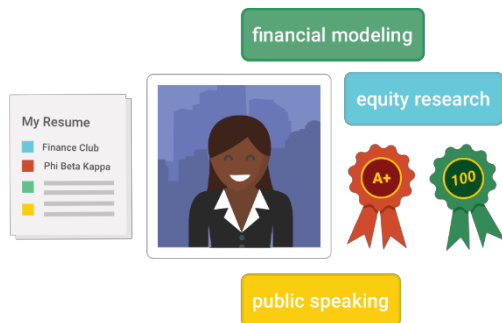 financial modeling
equity research
My Resume
Finance Club
Phi Beta Kappa
A+
100
public speaking